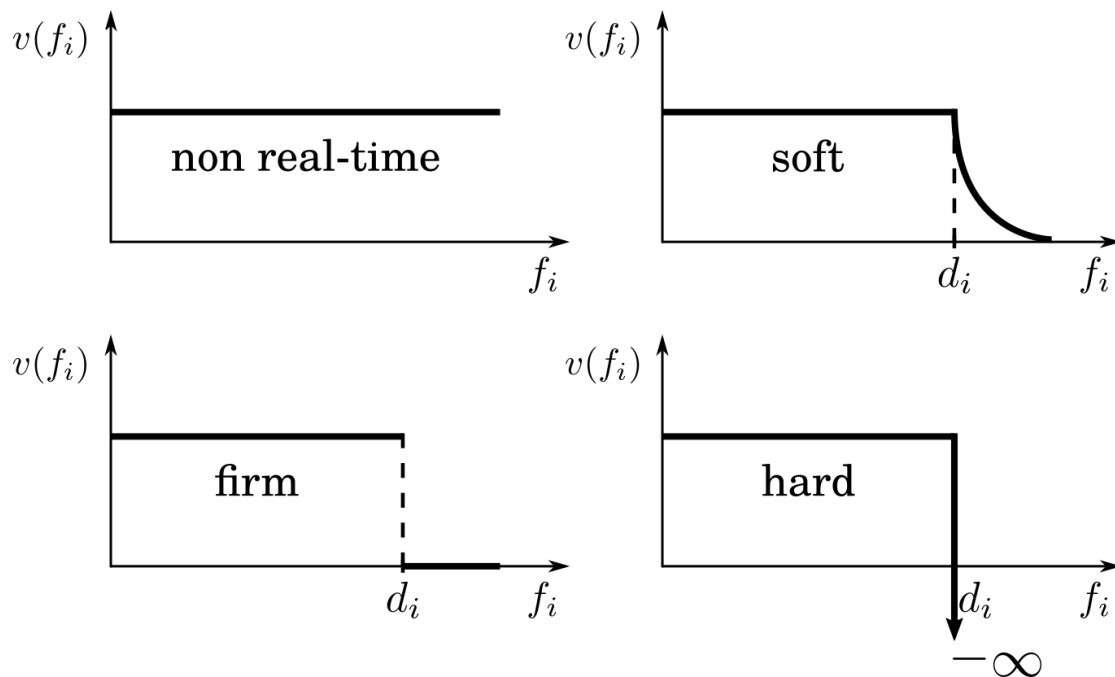 v(f_i)
non real-time
f_i
v(f_i)
soft
d_i
f_i
v(f_i)
firm
d_i
f_i
v(f_i)
hard
d_i
f_i
−∞